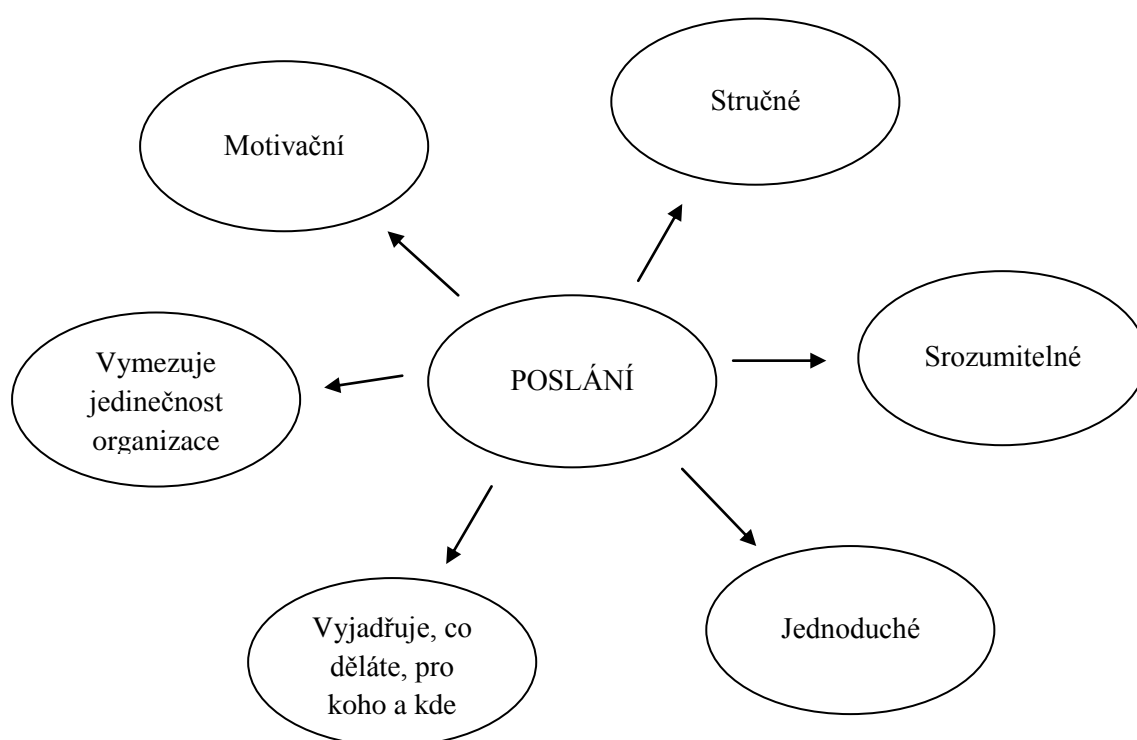 Stručné
Motivační
Srozumitelné
Vymezuje
jedinečnost
organizace
POSLÁNÍ
Vyjadřuje, co
děláte, pro
koho a kde
Jednoduché